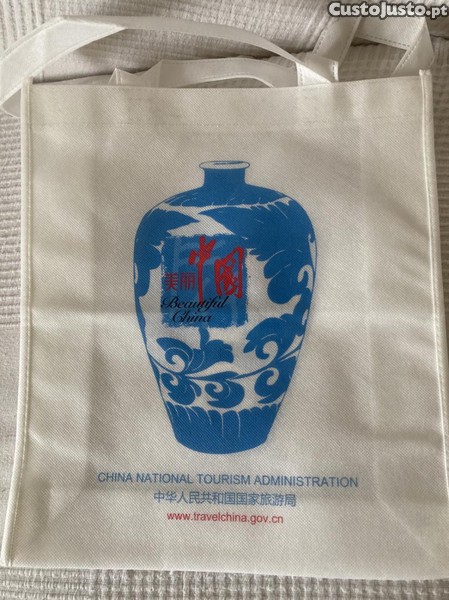 CustoJusto.pt
美丽中国
Beautiful
China
CHINA NATIONAL TOURISM ADMINISTRATION
中华人民共和国国家旅游局
www.travelchina.gov.cn